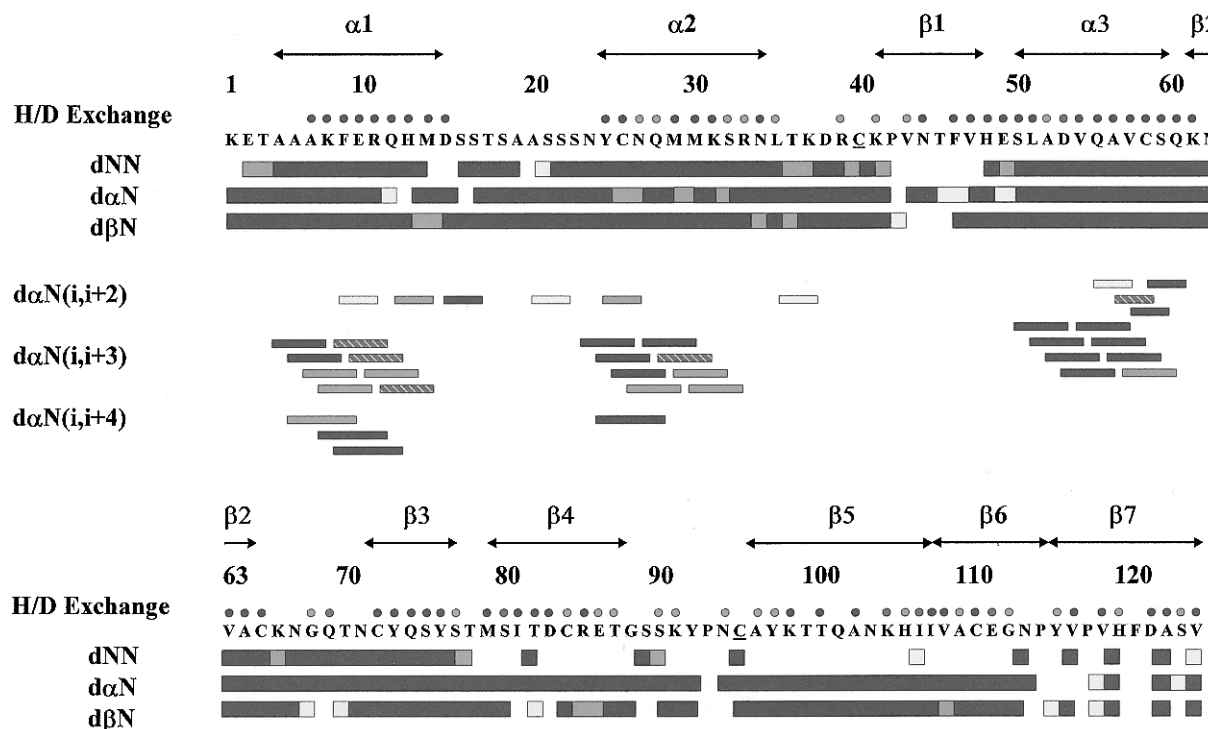 α1 α2 β1 α3 β2
1 10 20 30 40 50 60
H/D Exchange
KETAAAKFERQHMDSSTSAASSSNYCNQMMKSRNLTKDRCKPVNTFVHESLADVQAVCSQKN
dNN
dαN
dβN
dαN(i,i+2)
dαN(i,i+3)
dαN(i,i+4)
β2 β3 β4 β5 β6 β7
63 70 80 90 100 110 120
H/D Exchange
VACKNGQTNCYQSYSTMSITDCRETGSSKYPNCAYKTTQANKHIIVACEGNPYVPVHFDASV
dNN
dαN
dβN